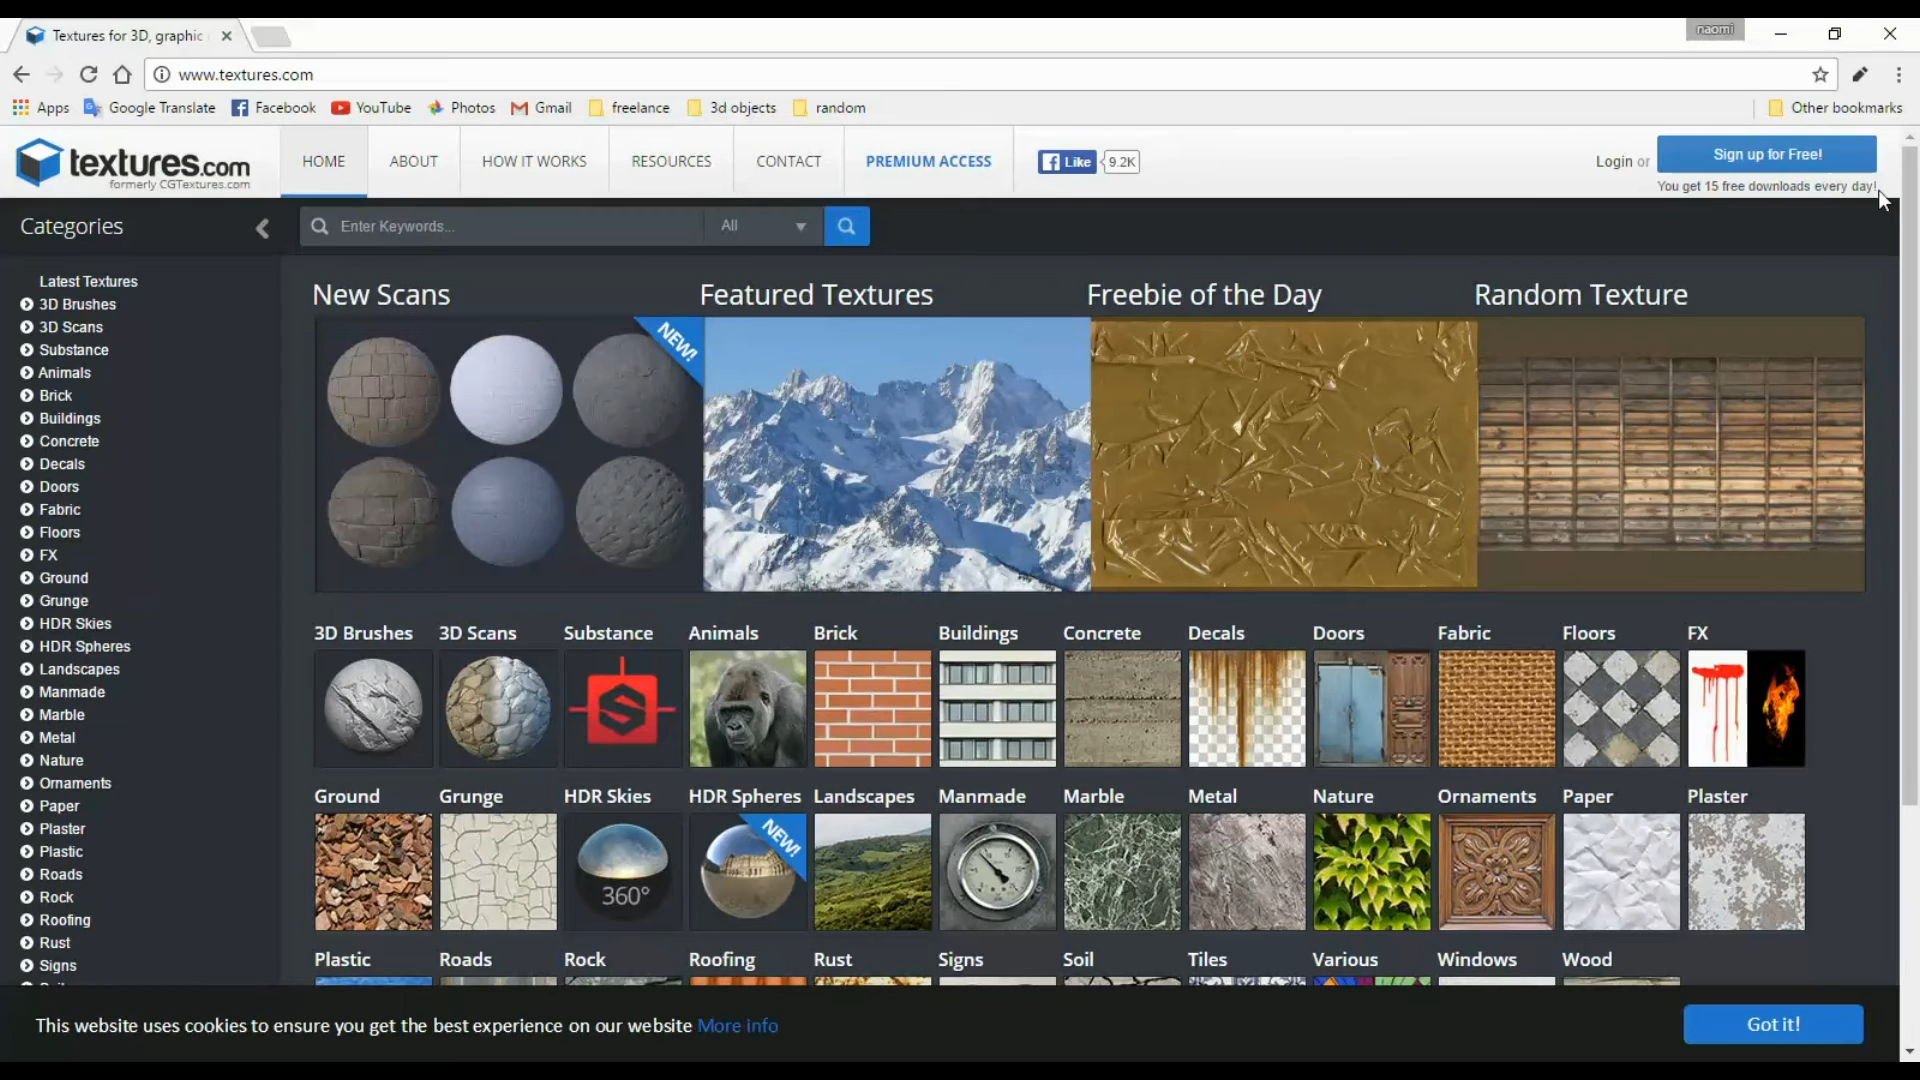 Textures for 3D, graphic
naomi
www.textures.com
Apps Google Translate Facebook YouTube Photos Gmail freelance 3d objects random Other bookmarks
textures.com
formerly CGTextures.com
HOME ABOUT HOW IT WORKS RESOURCES CONTACT PREMIUM ACCESS Like 9.2K Login or Sign up for Free!
You get 15 free downloads every day!
Categories
Enter Keywords... All
Latest Textures
3D Brushes
3D Scans
Substance
Animals
Brick
Buildings
Concrete
Decals
Doors
Fabric
Floors
FX
Ground
Grunge
HDR Skies
HDR Spheres
Landscapes
Manmade
Marble
Metal
Nature
Ornaments
Paper
Plaster
Plastic
Roads
Rock
Roofing
Rust
Signs
New Scans Featured Textures Freebie of the Day Random Texture
NEW!
3D Brushes 3D Scans Substance Animals Brick Buildings Concrete Decals Doors Fabric Floors FX
Ground Grunge HDR Skies HDR Spheres Landscapes Manmade Marble Metal Nature Ornaments Paper Plaster
NEW!
360°
Plastic Roads Rock Roofing Rust Signs Soil Tiles Various Windows Wood
This website uses cookies to ensure you get the best experience on our website More info
Got it!